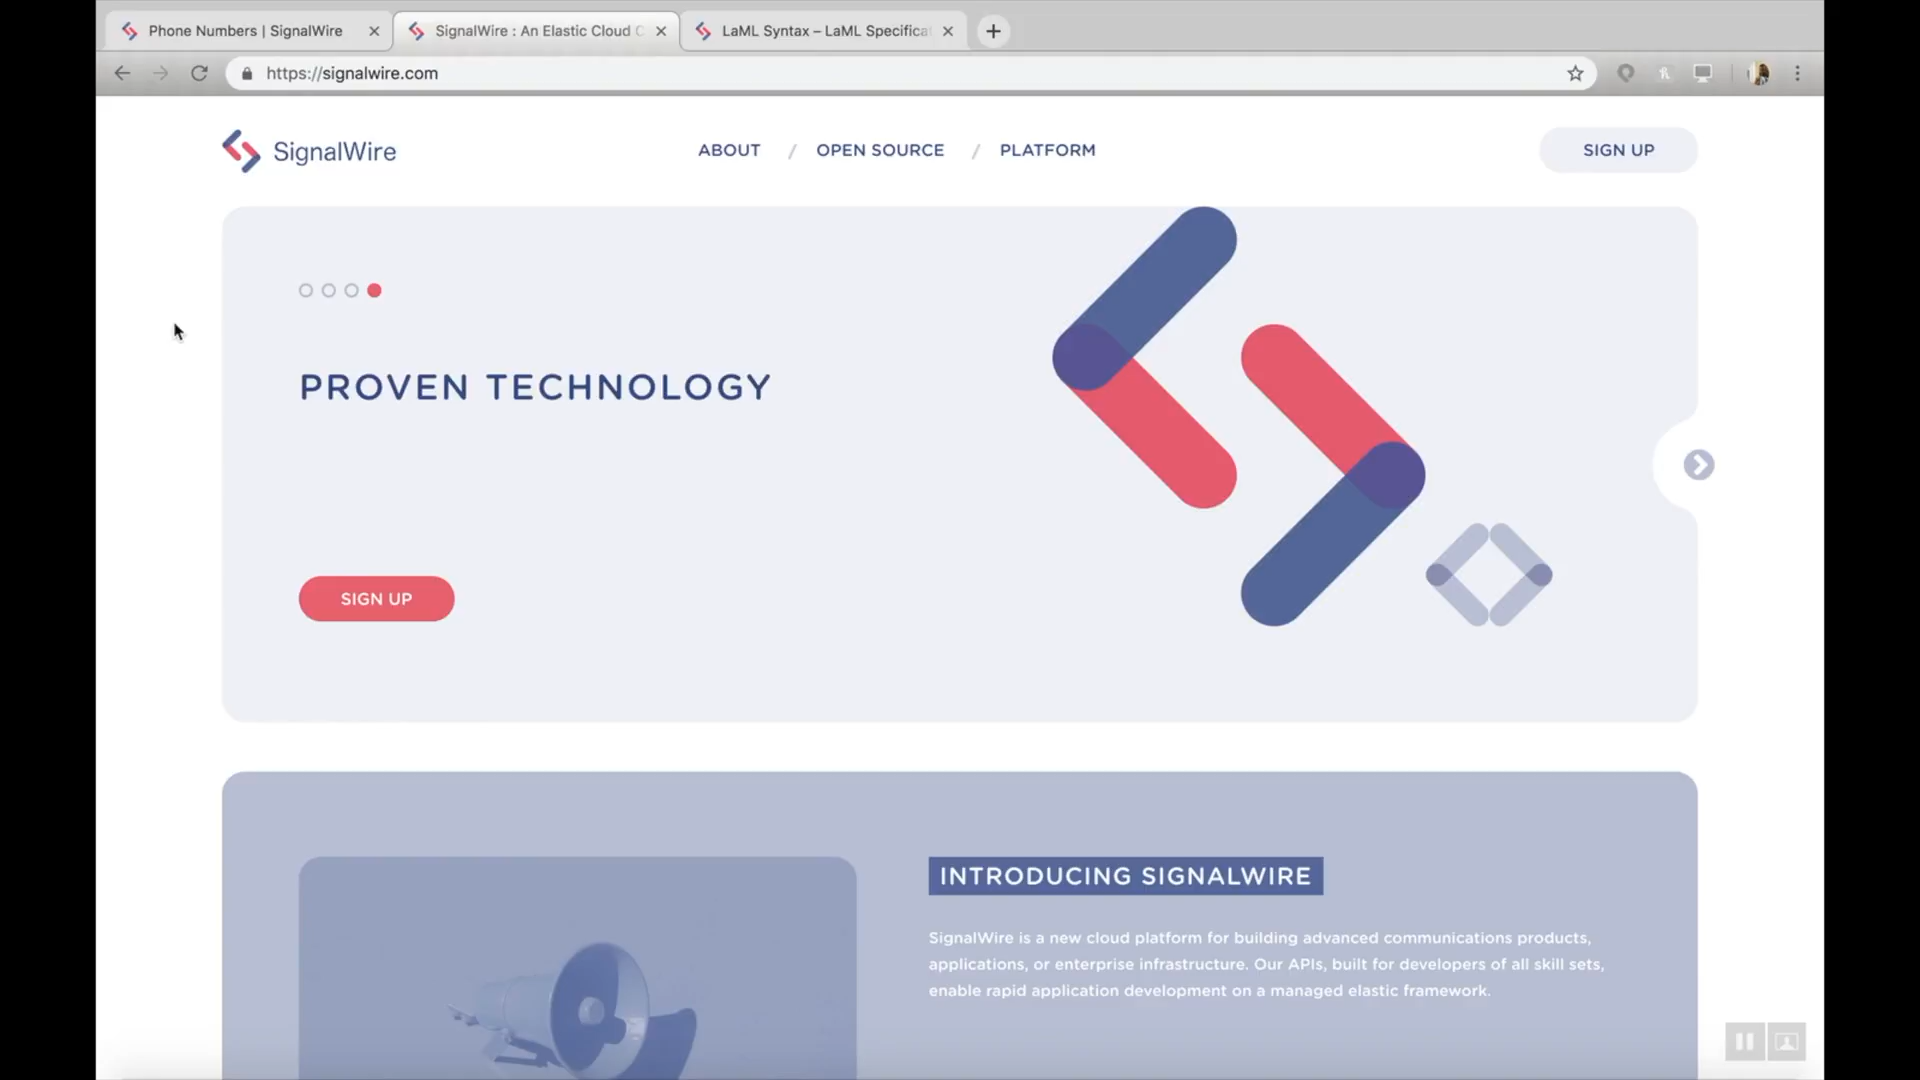 Phone Numbers | SignalWire
SignalWire : An Elastic Cloud C
LaML Syntax – LaML Specifica
https://signalwire.com
SignalWire
ABOUT / OPEN SOURCE / PLATFORM
SIGN UP
PROVEN TECHNOLOGY
SIGN UP
INTRODUCING SIGNALWIRE
SignalWire is a new cloud platform for building advanced communications products,
applications, or enterprise infrastructure. Our APIs, built for developers of all skill sets,
enable rapid application development on a managed elastic framework.